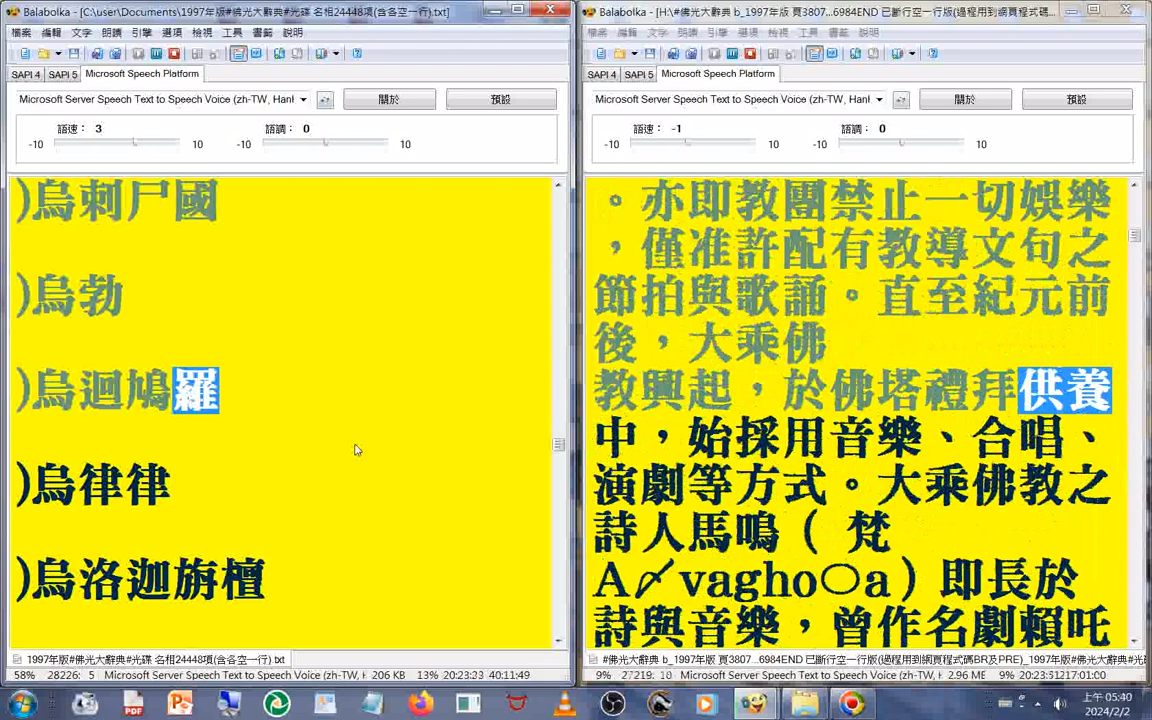 Balabolka - [C:\user\Documents\1997年版#佛光大辭典#光碟 名相24448項(含各空一行).txt]
檔案 編輯 文字 朗讀 引擎 選項 檢視 工具 書籤 說明
SAPI 4 SAPI 5 Microsoft Speech Platform
Microsoft Server Speech Text to Speech Voice (zh-TW, Hanl 關於 預設
語速： 3 語調： 0
-10 10 -10 10
)烏刺尸國
)烏勃
)烏迴鳩羅
)烏律律
)烏洛迦旃檀
1997年版#佛光大辭典#光碟 名相24448項(含各空一行).txt
58% 28226: 5 Microsoft Server Speech Text to Speech Voice (zh-TW, H 206 KB 13% 20:23:23 40:11:49
Balabolka - [H:\#佛光大辭典 b_1997年版 頁3807...6984END 已斷行空一行版(過程用到網頁程式碼...
檔案 編輯 文字 朗讀 引擎 選項 檢視 工具 書籤 說明
SAPI 4 SAPI 5 Microsoft Speech Platform
Microsoft Server Speech Text to Speech Voice (zh-TW, Hanl 關於 預設
語速： -1 語調： 0
-10 10 -10 10
。亦即教團禁止一切娛樂
，僅准許配有教導文句之
節拍與歌誦。直至紀元前
後，大乘佛
教興起，於佛塔禮拜供養
中，始採用音樂、合唱、
演劇等方式。大乘佛教之
詩人馬鳴（ 梵
A〆vagho○a）即長於
詩與音樂，曾作名劇賴吒
#佛光大辭典 b_1997年版 頁3807...6984END 已斷行空一行版(過程用到網頁程式碼BR及PRE)_1997年版#佛光
9% 27219: 10 Microsoft Server Speech Text to Speech Voice (zh-TW, H 2.96 ME 9%
上午 05:40
2024/2/2